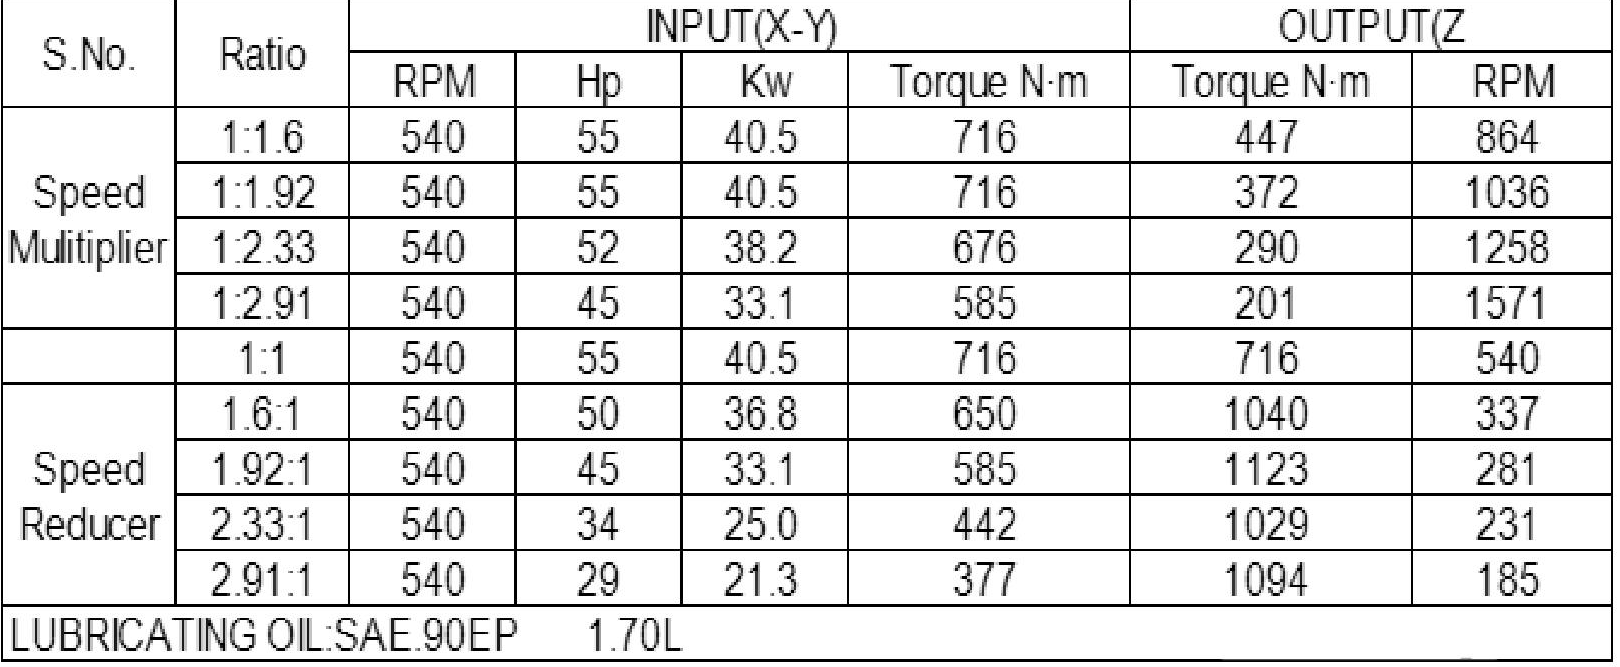 S.No. Ratio INPUT(X-Y) OUTPUT(Z
RPM Hp Kw Torque N·m Torque N·m RPM
Speed Mulitiplier 1:1.6 540 55 40.5 716 447 864
1:1.92 540 55 40.5 716 372 1036
1:2.33 540 52 38.2 676 290 1258
1:2.91 540 45 33.1 585 201 1571
1:1 540 55 40.5 716 716 540
Speed Reducer 1.6:1 540 50 36.8 650 1040 337
1.92:1 540 45 33.1 585 1123 281
2.33:1 540 34 25.0 442 1029 231
2.91:1 540 29 21.3 377 1094 185
LUBRICATING OIL:SAE.90EP 1.70L